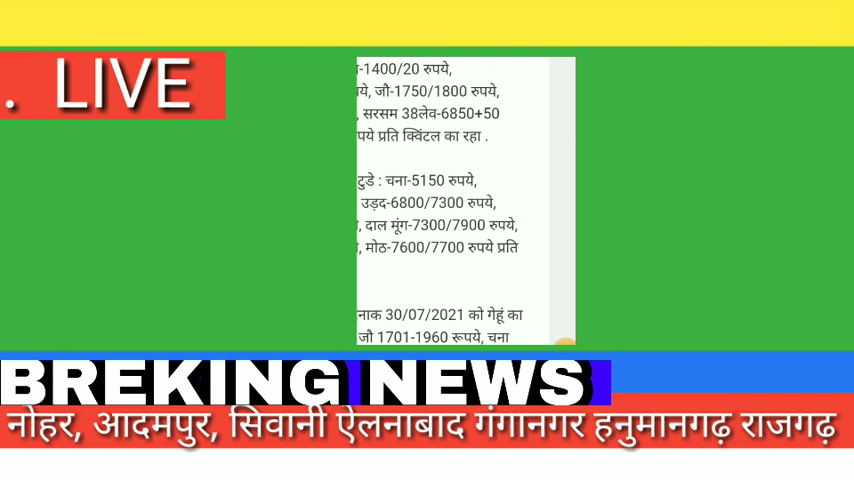 . LIVE
-1400/20 रुपये,
ये, जौ-1750/1800 रुपये,
, सरसम 38लेव-6850+50
पये प्रति क्विंटल का रहा .
टुडे : चना-5150 रुपये,
उड़द-6800/7300 रुपये,
, दाल मूंग-7300/7900 रुपये,
, मोठ-7600/7700 रुपये प्रति
नाक 30/07/2021 को गेहूं का
जौ 1701-1960 रूपये, चना
BREKING NEWS
नोहर, आदमपुर, सिवानी ऐलनाबाद गंगानगर हनुमानगढ़ राजगढ़